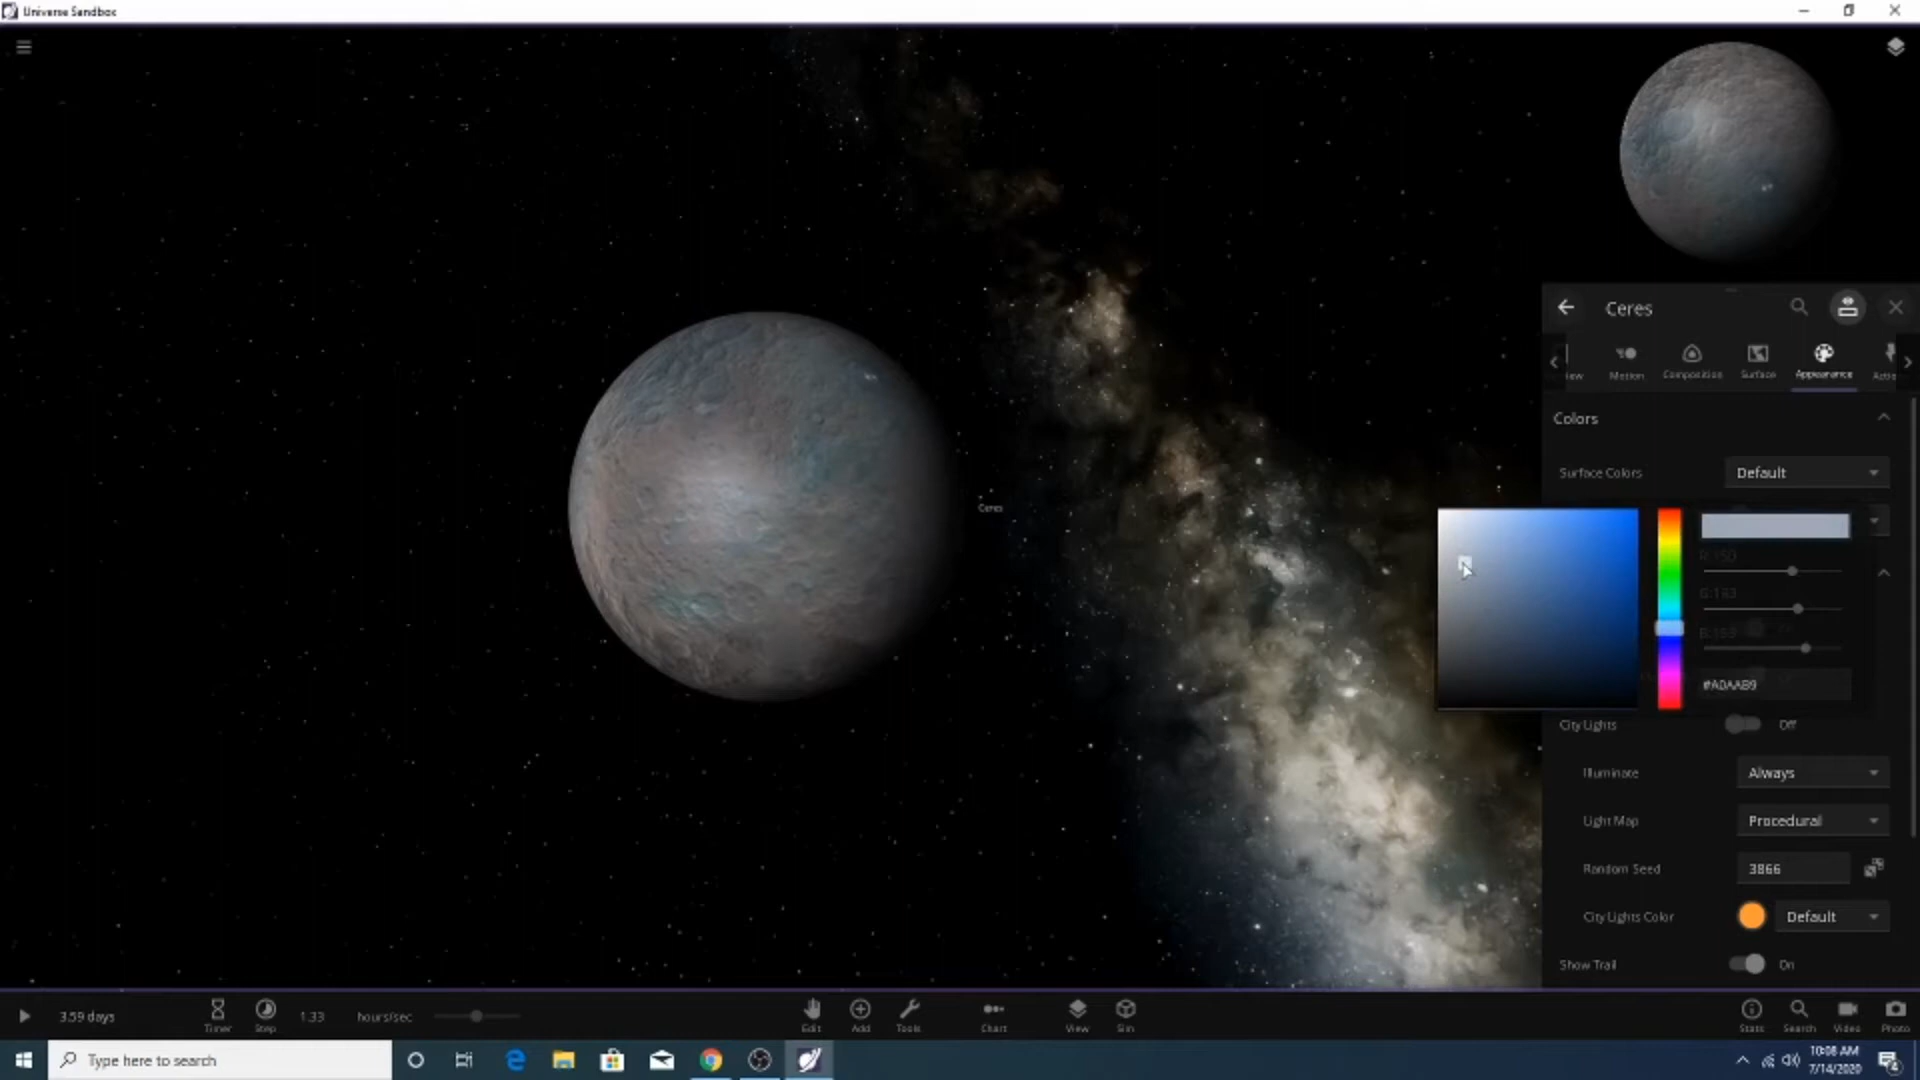 Universe Sandbox
Ceres
Motion
Composition
Surface
Appearance
Colors
Surface Colors
Default
Ceres
#A0AAB9
City Lights
Off
Illuminate
Always
Light Map
Procedural
Random Seed
3866
City Lights Color
Default
Show Trail
On
3.59 days
Timer
Step
1.33
hours/sec
Edit
Add
Tools
Chart
View
Sim
Stats
Search
Video
Photo
Type here to search
10:08 AM
7/14/2020